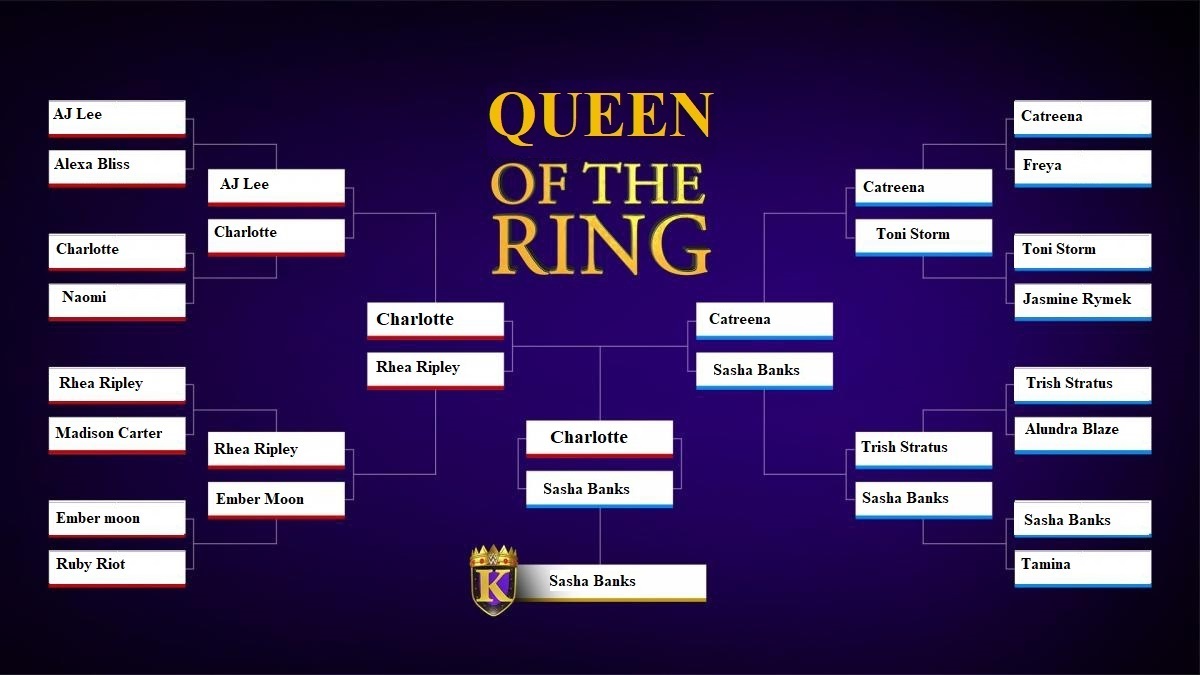 QUEEN
OF THE
RING
AJ Lee
Alexa Bliss
Charlotte
Naomi
Rhea Ripley
Madison Carter
Ember moon
Ruby Riot
AJ Lee
Charlotte
Rhea Ripley
Ember Moon
Charlotte
Rhea Ripley
Charlotte
Sasha Banks
K
Sasha Banks
Catreena
Sasha Banks
Catreena
Toni Storm
Trish Stratus
Sasha Banks
Catreena
Freya
Toni Storm
Jasmine Rymek
Trish Stratus
Alundra Blaze
Sasha Banks
Tamina